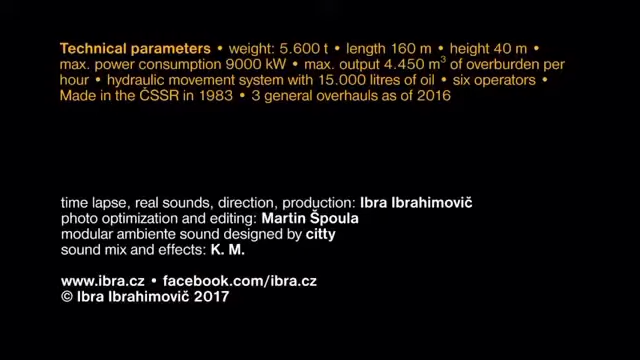 Technical parameters • weight: 5.600 t • length 160 m • height 40 m •
max. power consumption 9000 kW • max. output 4.450 m³ of overburden per
hour • hydraulic movement system with 15.000 litres of oil • six operators •
Made in the ČSSR in 1983 • 3 general overhauls as of 2016
time lapse, real sounds, direction, production: Ibra Ibrahimovič
photo optimization and editing: Martin Špoula
modular ambiente sound designed by citty
sound mix and effects: K. M.
www.ibra.cz • facebook.com/ibra.cz
© Ibra Ibrahimovič 2017